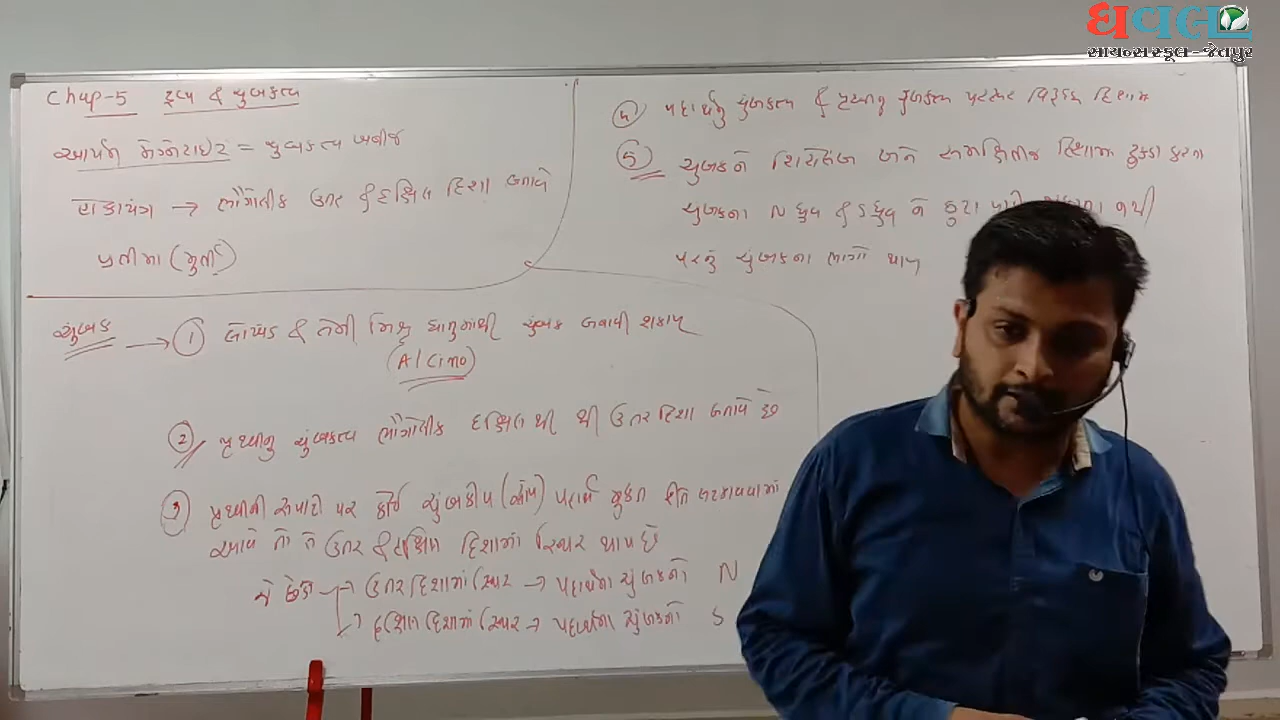 ધવલ
સાયન્સ સ્કૂલ - જેતપુર
Chap-5 દ્રવ્ય & ચુંબકત્વ
આર્યન મેગ્નેટાઇટ = ચુંબકત્વ ખનીજ
હોકાયંત્ર → ભૌગોલીક ઉત્તર & દક્ષિણ દિશા બતાવે
પ્રતીમા (મુર્તી)
ચુંબક → ① લોખંડ & તેની મિશ્ર ધાતુમાંથી ચુંબક બનાવી શકાય
② પૃથ્વીનુ ચુંબકત્વ ભૌગોલીક દક્ષિણ થી થી ઉત્તર દિશા બતાવે છે
③ પૃથ્વીની સપાટી પર કોઈ ચુંબકીય પદાર્થ મુક્ત રીતે લટકાવવામાં
આવે તો તે ઉત્તર & દક્ષિણ દિશામાં સ્થિર થાય છે
જે છેડો → ઉત્તર દિશામાં સ્થિર → પદાર્થના ચુંબકનો N
→ દક્ષિણ દિશામાં સ્થિર → પદાર્થના ચુંબકનો S
④ પદાર્થનુ ચુંબકત્વ & પૃથ્વીનુ ચુંબકત્વ પરસ્પર વિરૂદ્ધ દિશામાં
⑤ ચુંબકને શિરોલંબ અને સમક્ષિતીજ દિશામાં ટુકડા કરતા
ચુંબકના N ધ્રુવ & S ધ્રુવ ને છુટા નથી
પરંતુ ચુંબકના ભાગો થાય